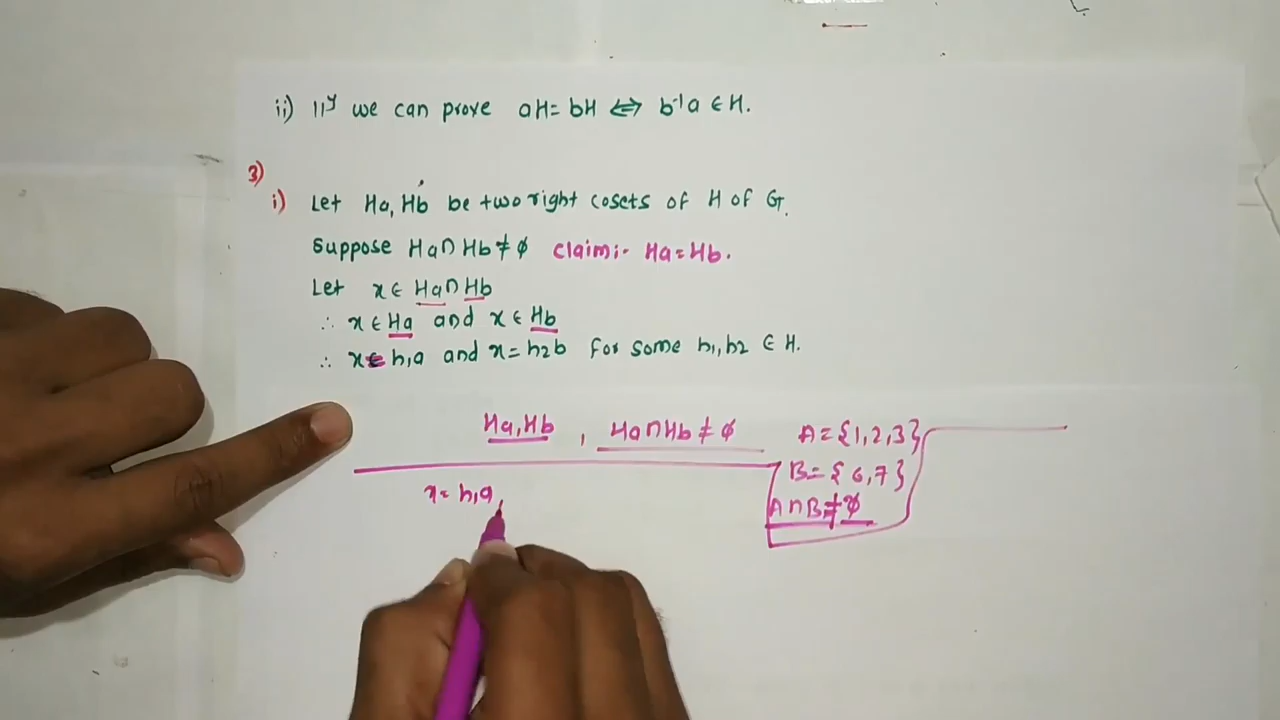 ii) lly we can prove aH = bH ⇔ b⁻¹a ∈ H.
3)
i) Let Ha, Hb be two right cosets of H of G.
Suppose Ha∩Hb ≠ φ claim:- Ha = Hb.
Let x ∈ Ha∩Hb
∴ x ∈ Ha and x ∈ Hb
∴ x = h1a and x = h2b for some h1, h2 ∈ H.
Ha, Hb , Ha∩Hb ≠ φ
A = {1,2,3}
B = {6,7}
A∩B ≠ φ
x = h1a,